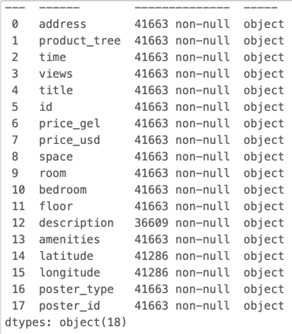 ---  ------        --------------  -----
0   address       41663 non-null  object
1   product_tree  41663 non-null  object
2   time          41663 non-null  object
3   views         41663 non-null  object
4   title         41663 non-null  object
5   id            41663 non-null  object
6   price_gel     41663 non-null  object
7   price_usd     41663 non-null  object
8   space         41663 non-null  object
9   room          41663 non-null  object
10  bedroom       41663 non-null  object
11  floor         41663 non-null  object
12  description   36609 non-null  object
13  amenities     41663 non-null  object
14  latitude      41286 non-null  object
15  longitude     41286 non-null  object
16  poster_type   41663 non-null  object
17  poster_id     41663 non-null  object
dtypes: object(18)